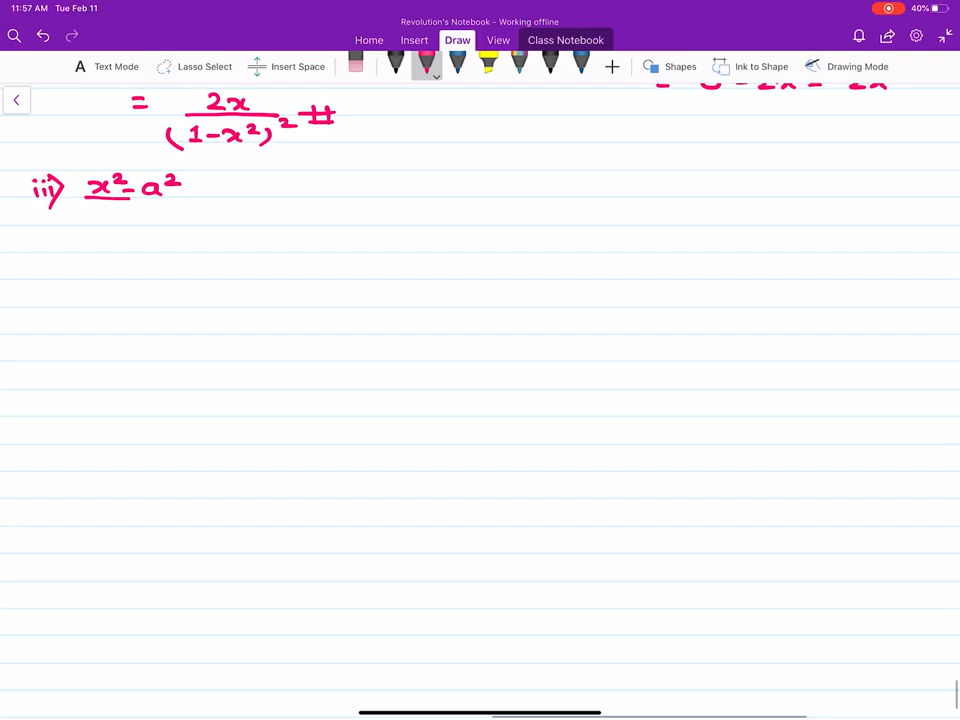 11:57 AM Tue Feb 11
40%
Revolution's Notebook - Working offline
Home Insert Draw View Class Notebook
A Text Mode Lasso Select Insert Space Shapes Ink to Shape Drawing Mode
= 2x
(1-x²)²
iii) x² - a²